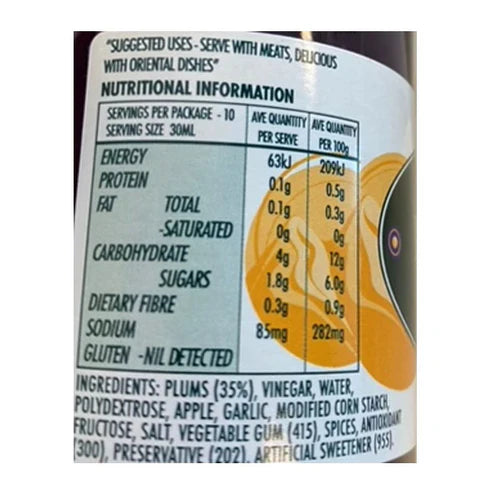 "SUGGESTED USES - SERVE WITH MEATS, DELICIOUS
WITH ORIENTAL DISHES"
NUTRITIONAL INFORMATION
SERVINGS PER PACKAGE - 10
SERVING SIZE 30ML
AVE QUANTITY PER SERVE
AVE QUANTITY PER 100g
ENERGY 63kJ 209kJ
PROTEIN 0.1g 0.5g
FAT TOTAL 0.1g 0.3g
-SATURATED 0g 0g
CARBOHYDRATE 4g 12g
SUGARS 1.8g 6.0g
DIETARY FIBRE 0.3g 0.9g
SODIUM 85mg 282mg
GLUTEN -NIL DETECTED
INGREDIENTS: PLUMS (35%), VINEGAR, WATER,
POLYDEXTROSE, APPLE, GARLIC, MODIFIED CORN STARCH,
FRUCTOSE, SALT, VEGETABLE GUM (415), SPICES, ANTIOXIDANT
(300), PRESERVATIVE (202), ARTIFICIAL SWEETENER (955).